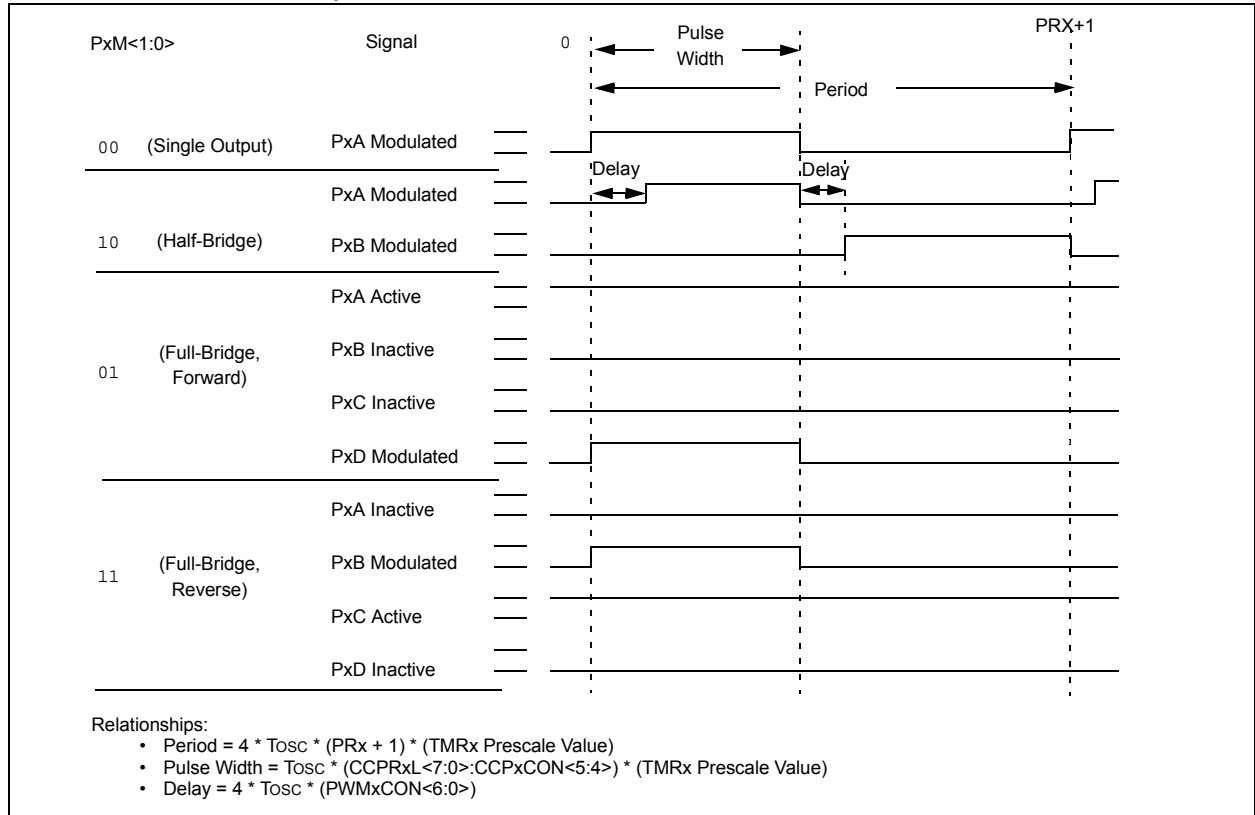 PxM<1:0>
Signal
0
Pulse
Width
PRX+1
Period
00 (Single Output) PxA Modulated
Delay
Delay
PxA Modulated
10 (Half-Bridge) PxB Modulated
PxA Active
01 (Full-Bridge,
Forward)
PxB Inactive
PxC Inactive
PxD Modulated
PxA Inactive
11 (Full-Bridge,
Reverse)
PxB Modulated
PxC Active
PxD Inactive
Relationships:
• Period = 4 * TOSC * (PRx + 1) * (TMRx Prescale Value)
• Pulse Width = TOSC * (CCPRxL<7:0>:CCPxCON<5:4>) * (TMRx Prescale Value)
• Delay = 4 * TOSC * (PWMxCON<6:0>)